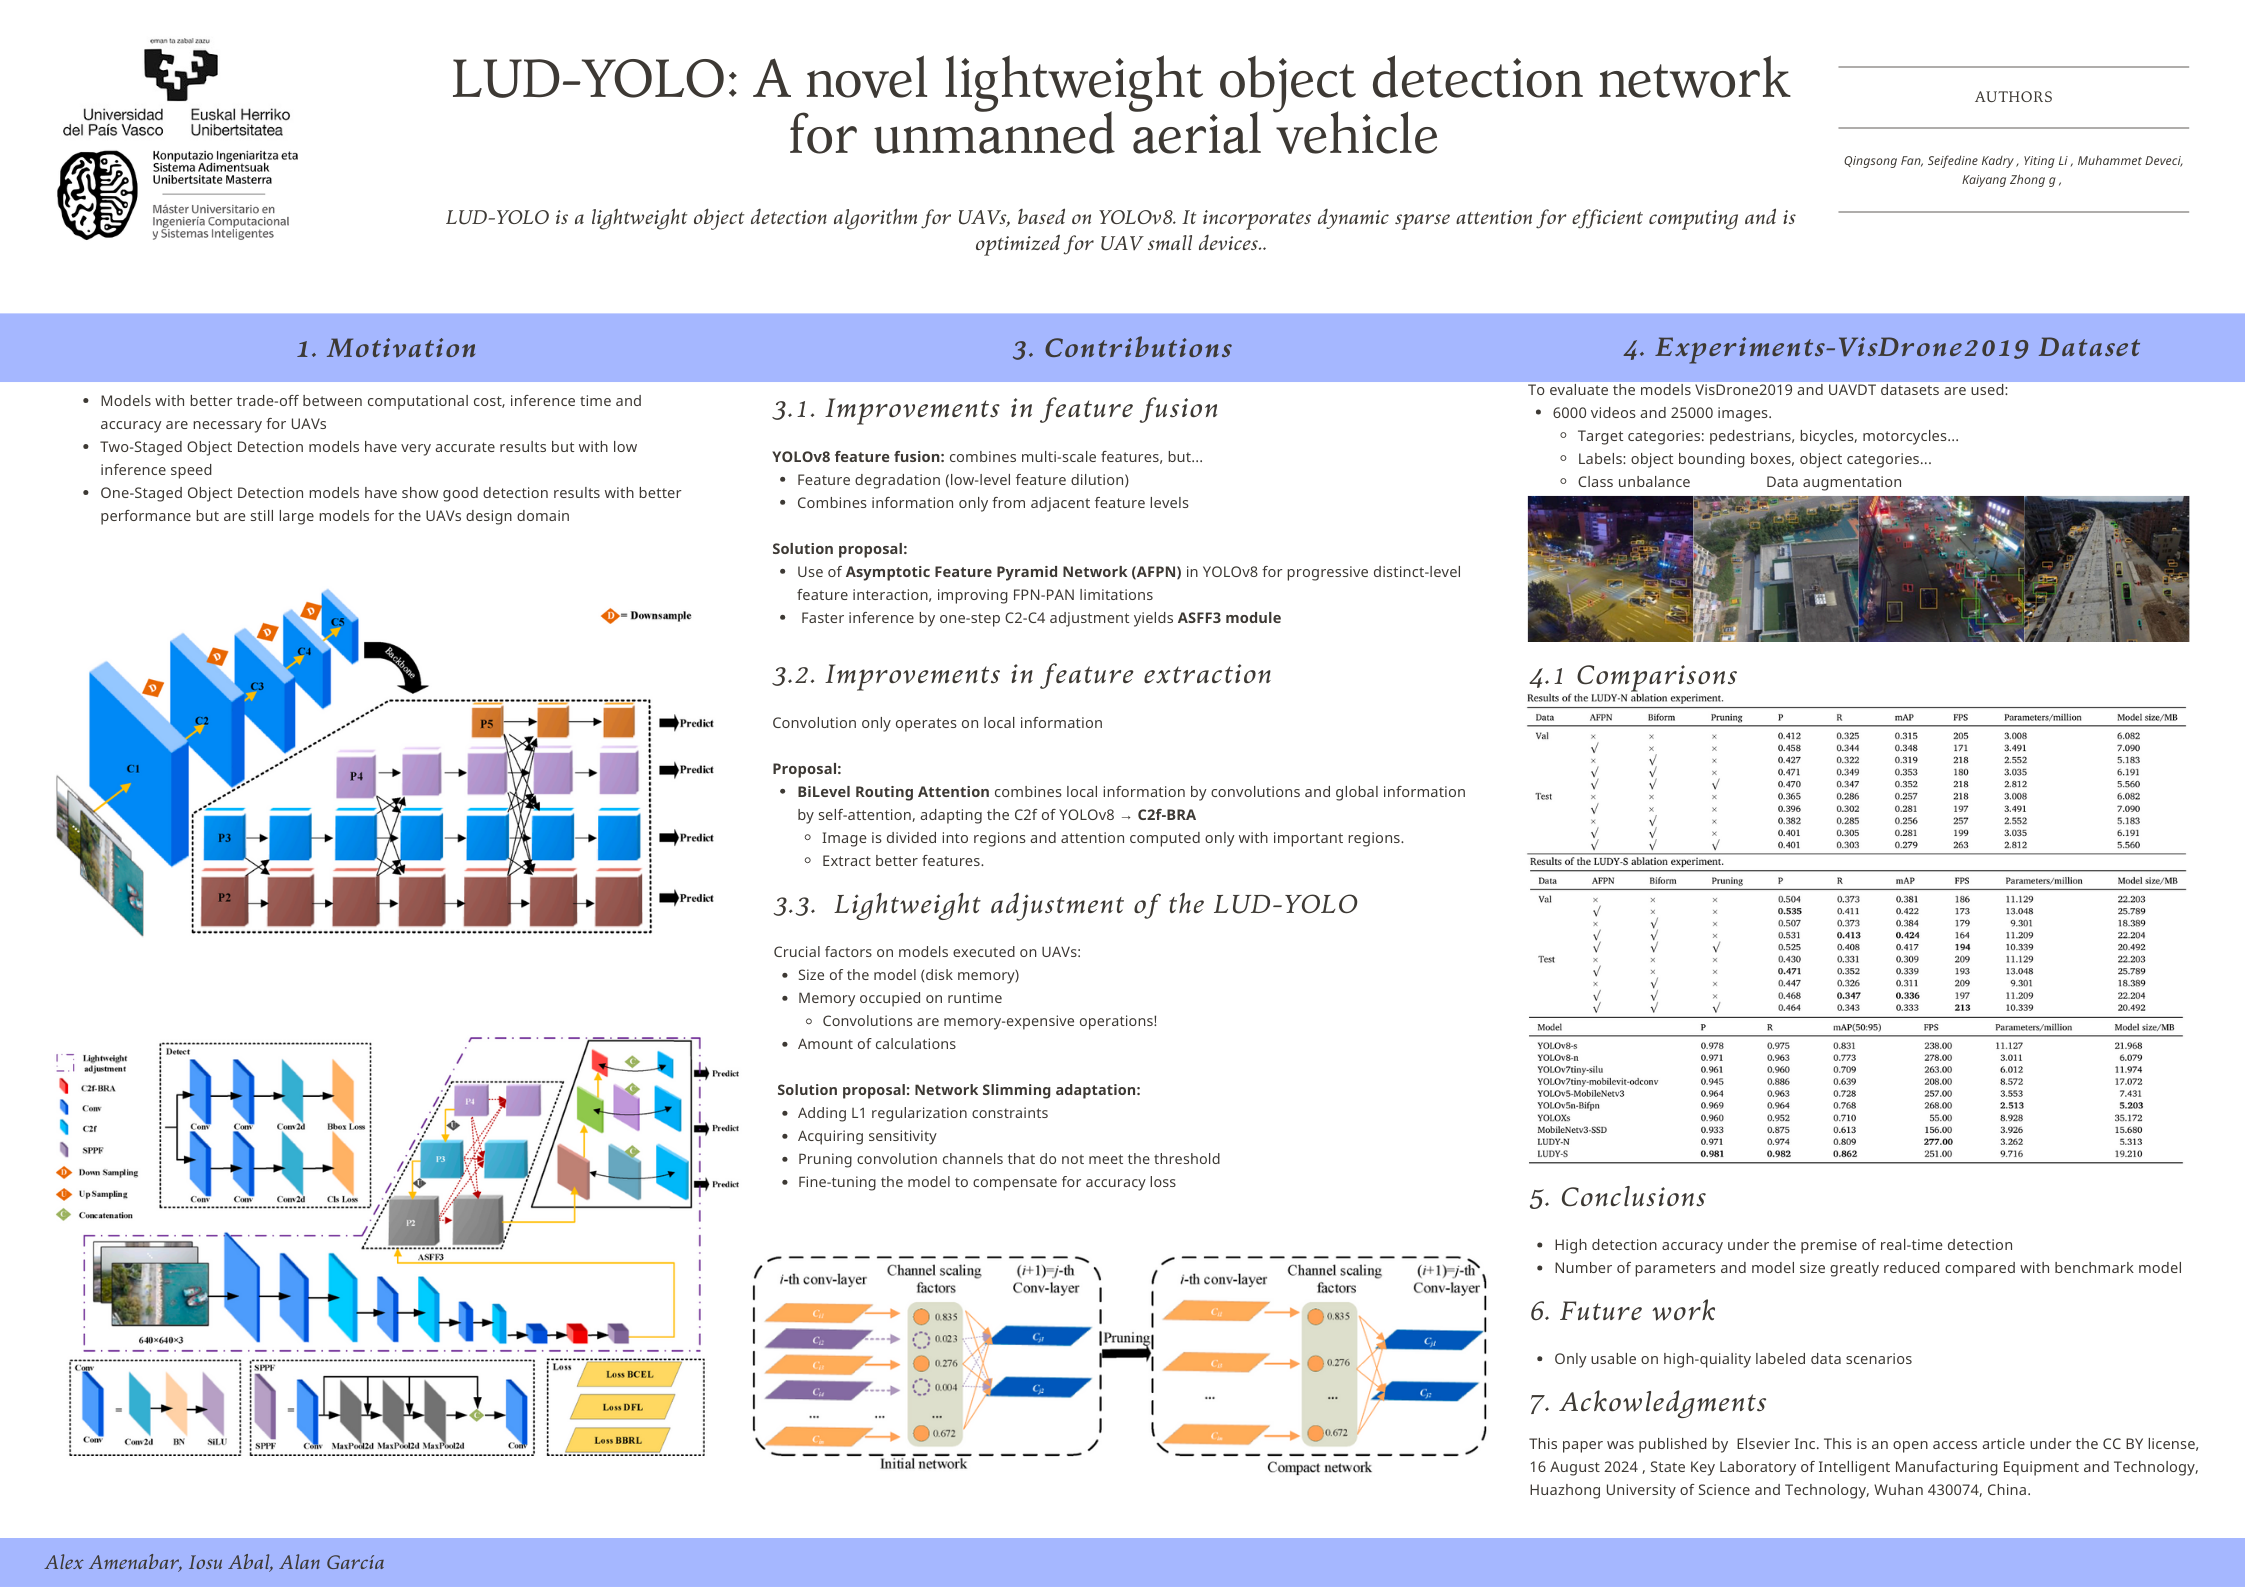 eman ta zabal zazu
Universidad del País Vasco
Euskal Herriko Unibertsitatea
Konputazio Ingeniaritza eta
Sistema Adimentsuak
Unibertsitate Masterra
Máster Universitario en
Ingeniería Computacional
y Sistemas Inteligentes
LUD-YOLO: A novel lightweight object detection network
for unmanned aerial vehicle
LUD-YOLO is a lightweight object detection algorithm for UAVs, based on YOLOv8. It incorporates dynamic sparse attention for efficient computing and is
optimized for UAV small devices..
AUTHORS
Qingsong Fan, Seifedine Kadry , Yiting Li , Muhammet Deveci,
Kaiyang Zhong g ,
1. Motivation
• Models with better trade-off between computational cost, inference time and
accuracy are necessary for UAVs
• Two-Staged Object Detection models have very accurate results but with low
inference speed
• One-Staged Object Detection models have show good detection results with better
performance but are still large models for the UAVs design domain
D = Downsample
D D D D
C1 C2 C3 C4 C5
Backbone
P5 Predict
P4 Predict
P3 Predict
P2 Predict
Lightweight
adjustment
C2f-BRA
Conv
C2f
SPPF
D Down Sampling
U Up Sampling
C Concatenation
Detect
Conv Conv Conv2d Bbox Loss
Conv Conv Conv2d Cls Loss
P4
U
P3
U
P2
ASFF3
C
C
C
Predict
Predict
Predict
640×640×3
Conv
Conv = Conv2d BN SiLU
SPPF
SPPF = Conv MaxPool2d MaxPool2d MaxPool2d C Conv
Loss
Loss BCEL
Loss DFL
Loss BBRL
3. Contributions
3.1. Improvements in feature fusion
YOLOv8 feature fusion: combines multi-scale features, but...
• Feature degradation (low-level feature dilution)
• Combines information only from adjacent feature levels
Solution proposal:
• Use of Asymptotic Feature Pyramid Network (AFPN) in YOLOv8 for progressive distinct-level
feature interaction, improving FPN-PAN limitations
• Faster inference by one-step C2-C4 adjustment yields ASFF3 module
3.2. Improvements in feature extraction
Convolution only operates on local information
Proposal:
• BiLevel Routing Attention combines local information by convolutions and global information
by self-attention, adapting the C2f of YOLOv8 → C2f-BRA
◦ Image is divided into regions and attention computed only with important regions.
◦ Extract better features.
3.3. Lightweight adjustment of the LUD-YOLO
Crucial factors on models executed on UAVs:
• Size of the model (disk memory)
• Memory occupied on runtime
◦ Convolutions are memory-expensive operations!
• Amount of calculations
Solution proposal: Network Slimming adaptation:
• Adding L1 regularization constraints
• Acquiring sensitivity
• Pruning convolution channels that do not meet the threshold
• Fine-tuning the model to compensate for accuracy loss
i-th conv-layer
Channel scaling
factors
(i+1)=j-th
Conv-layer
Ci1 0.835
Ci2 0.023 Cj1
Ci3 0.276
Ci4 0.004 Cj2
... ... ...
Cin 0.672
Initial network
Pruning
i-th conv-layer
Channel scaling
factors
(i+1)=j-th
Conv-layer
0.835
Cj1
0.276
... ...
0.672
Compact network
4. Experiments-VisDrone2019 Dataset
To evaluate the models VisDrone2019 and UAVDT datasets are used:
• 6000 videos and 25000 images.
◦ Target categories: pedestrians, bicycles, motorcycles...
◦ Labels: object bounding boxes, object categories...
◦ Class unbalance Data augmentation
4.1 Comparisons
Results of the LUDY-N ablation experiment.
Data AFPN Biform Pruning P R mAP FPS Parameters/million Model size/MB
Val × × × 0.412 0.325 0.315 205 3.008 6.082
√ × × 0.458 0.344 0.348 171 3.491 7.090
× √ × 0.427 0.322 0.319 218 2.552 5.183
√ √ × 0.471 0.349 0.353 180 3.035 6.191
√ √ √ 0.470 0.347 0.352 218 2.812 5.560
Test × × × 0.365 0.286 0.257 218 3.008 6.082
√ × × 0.396 0.302 0.281 197 3.491 7.090
× √ × 0.382 0.285 0.256 257 2.552 5.183
√ √ × 0.401 0.305 0.281 199 3.035 6.191
√ √ √ 0.401 0.303 0.279 263 2.812 5.560
Results of the LUDY-S ablation experiment.
Data AFPN Biform Pruning P R mAP FPS Parameters/million Model size/MB
Val × × × 0.504 0.373 0.381 186 11.129 22.203
√ × × 0.535 0.411 0.422 173 13.048 25.789
× √ × 0.507 0.373 0.384 179 9.301 18.389
√ √ × 0.531 0.413 0.424 164 11.209 22.204
√ √ √ 0.525 0.408 0.417 194 10.339 20.492
Test × × × 0.430 0.331 0.309 209 11.129 22.203
√ × × 0.471 0.352 0.339 193 13.048 25.789
× √ × 0.447 0.326 0.311 209 9.301 18.389
√ √ × 0.468 0.347 0.336 197 11.209 22.204
√ √ √ 0.464 0.343 0.333 213 10.339 20.492
Model P R mAP(50:95) FPS Parameters/million Model size/MB
YOLOv8-s 0.978 0.975 0.831 238.00 11.127 21.968
YOLOv8-n 0.971 0.963 0.773 278.00 3.011 6.079
YOLOv7tiny-silu 0.961 0.960 0.709 263.00 6.012 11.974
YOLOv7tiny-mobilevit-odconv 0.945 0.886 0.639 208.00 8.572 17.072
YOLOv5-MobileNetv3 0.964 0.963 0.728 257.00 3.553 7.431
YOLOv5n-Bifpn 0.969 0.964 0.768 268.00 2.513 5.203
YOLOXs 0.960 0.952 0.710 55.00 8.928 35.172
MobileNetv3-SSD 0.933 0.875 0.613 156.00 3.926 15.680
LUDY-N 0.971 0.974 0.809 277.00 3.262 5.313
LUDY-S 0.981 0.982 0.862 251.00 9.716 19.210
5. Conclusions
• High detection accuracy under the premise of real-time detection
• Number of parameters and model size greatly reduced compared with benchmark model
6. Future work
• Only usable on high-quiality labeled data scenarios
7. Ackowledgments
This paper was published by Elsevier Inc. This is an open access article under the CC BY license,
16 August 2024 , State Key Laboratory of Intelligent Manufacturing Equipment and Technology,
Huazhong University of Science and Technology, Wuhan 430074, China.
Alex Amenabar, Iosu Abal, Alan García